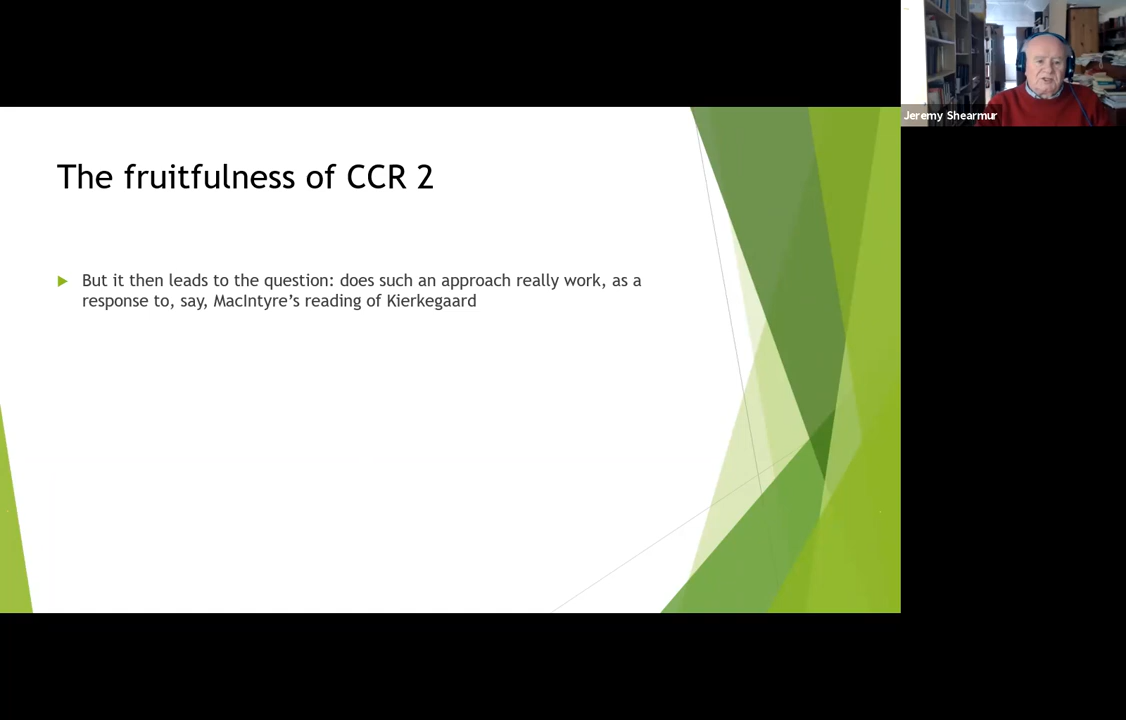 The fruitfulness of CCR 2
But it then leads to the question: does such an approach really work, as a
response to, say, MacIntyre’s reading of Kierkegaard
Jeremy Shearmur